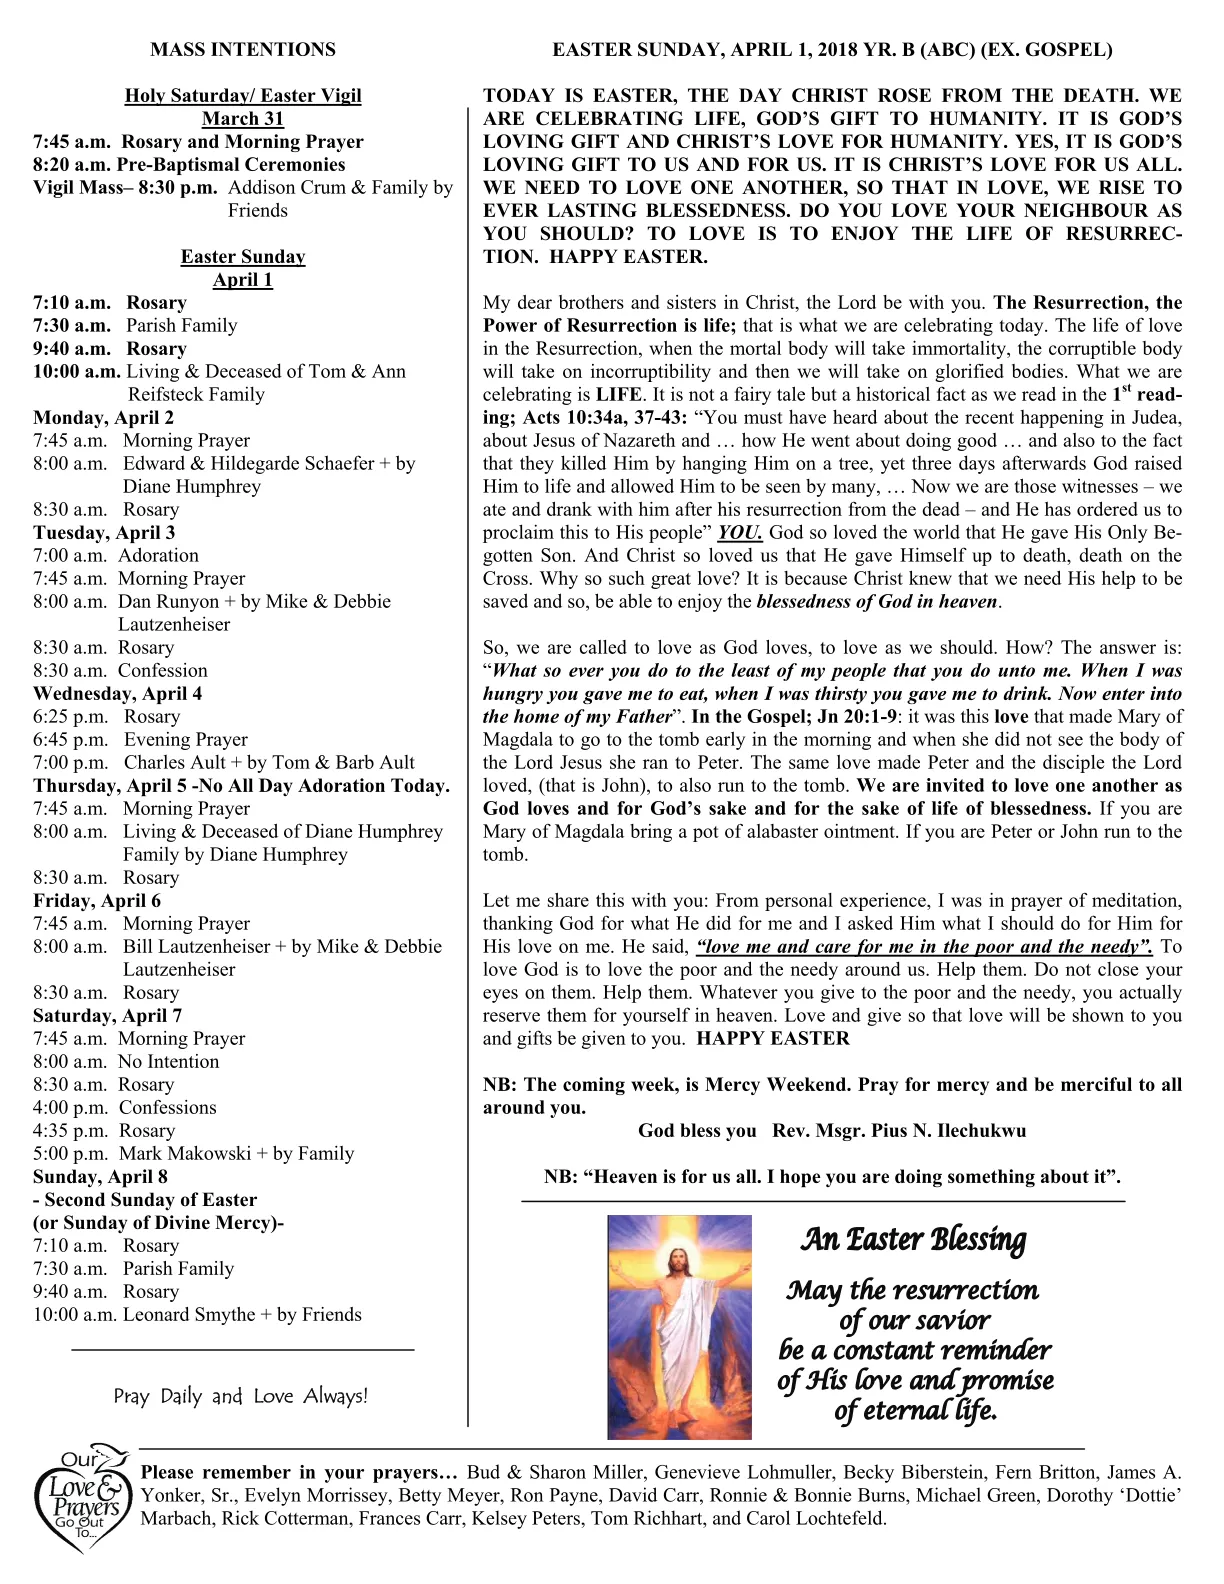 MASS INTENTIONS
Holy Saturday/ Easter Vigil
March 31
7:45 a.m. Rosary and Morning Prayer
8:20 a.m. Pre-Baptismal Ceremonies
Vigil Mass– 8:30 p.m. Addison Crum & Family by
Friends
Easter Sunday
April 1
7:10 a.m. Rosary
7:30 a.m. Parish Family
9:40 a.m. Rosary
10:00 a.m. Living & Deceased of Tom & Ann
Reifsteck Family
Monday, April 2
7:45 a.m. Morning Prayer
8:00 a.m. Edward & Hildegarde Schaefer + by
Diane Humphrey
8:30 a.m. Rosary
Tuesday, April 3
7:00 a.m. Adoration
7:45 a.m. Morning Prayer
8:00 a.m. Dan Runyon + by Mike & Debbie
Lautzenheiser
8:30 a.m. Rosary
8:30 a.m. Confession
Wednesday, April 4
6:25 p.m. Rosary
6:45 p.m. Evening Prayer
7:00 p.m. Charles Ault + by Tom & Barb Ault
Thursday, April 5 -No All Day Adoration Today.
7:45 a.m. Morning Prayer
8:00 a.m. Living & Deceased of Diane Humphrey
Family by Diane Humphrey
8:30 a.m. Rosary
Friday, April 6
7:45 a.m. Morning Prayer
8:00 a.m. Bill Lautzenheiser + by Mike & Debbie
Lautzenheiser
8:30 a.m. Rosary
Saturday, April 7
7:45 a.m. Morning Prayer
8:00 a.m. No Intention
8:30 a.m. Rosary
4:00 p.m. Confessions
4:35 p.m. Rosary
5:00 p.m. Mark Makowski + by Family
Sunday, April 8
- Second Sunday of Easter
(or Sunday of Divine Mercy)-
7:10 a.m. Rosary
7:30 a.m. Parish Family
9:40 a.m. Rosary
10:00 a.m. Leonard Smythe + by Friends
Pray Daily and Love Always!
EASTER SUNDAY, APRIL 1, 2018 YR. B (ABC) (EX. GOSPEL)
TODAY IS EASTER, THE DAY CHRIST ROSE FROM THE DEATH. WE
ARE CELEBRATING LIFE, GOD'S GIFT TO HUMANITY. IT IS GOD'S
LOVING GIFT AND CHRIST'S LOVE FOR HUMANITY. YES, IT IS GOD'S
LOVING GIFT TO US AND FOR US. IT IS CHRIST'S LOVE FOR US ALL.
WE NEED TO LOVE ONE ANOTHER, SO THAT IN LOVE, WE RISE TO
EVER LASTING BLESSEDNESS. DO YOU LOVE YOUR NEIGHBOUR AS
YOU SHOULD? TO LOVE IS TO ENJOY THE LIFE OF RESURREC-
TION. HAPPY EASTER.
My dear brothers and sisters in Christ, the Lord be with you. The Resurrection, the
Power of Resurrection is life; that is what we are celebrating today. The life of love
in the Resurrection, when the mortal body will take immortality, the corruptible body
will take on incorruptibility and then we will take on glorified bodies. What we are
celebrating is LIFE. It is not a fairy tale but a historical fact as we read in the 1st read-
ing; Acts 10:34a, 37-43: "You must have heard about the recent happening in Judea,
about Jesus of Nazareth and … how He went about doing good … and also to the fact
that they killed Him by hanging Him on a tree, yet three days afterwards God raised
Him to life and allowed Him to be seen by many, … Now we are those witnesses – we
ate and drank with him after his resurrection from the dead – and He has ordered us to
proclaim this to His people" YOU. God so loved the world that He gave His Only Be-
gotten Son. And Christ so loved us that He gave Himself up to death, death on the
Cross. Why so such great love? It is because Christ knew that we need His help to be
saved and so, be able to enjoy the blessedness of God in heaven.
So, we are called to love as God loves, to love as we should. How? The answer is:
"What so ever you do to the least of my people that you do unto me. When I was
hungry you gave me to eat, when I was thirsty you gave me to drink. Now enter into
the home of my Father". In the Gospel; Jn 20:1-9: it was this love that made Mary of
Magdala to go to the tomb early in the morning and when she did not see the body of
the Lord Jesus she ran to Peter. The same love made Peter and the disciple the Lord
loved, (that is John), to also run to the tomb. We are invited to love one another as
God loves and for God's sake and for the sake of life of blessedness. If you are
Mary of Magdala bring a pot of alabaster ointment. If you are Peter or John run to the
tomb.
Let me share this with you: From personal experience, I was in prayer of meditation,
thanking God for what He did for me and I asked Him what I should do for Him for
His love on me. He said, "love me and care for me in the poor and the needy". To
love God is to love the poor and the needy around us. Help them. Do not close your
eyes on them. Help them. Whatever you give to the poor and the needy, you actually
reserve them for yourself in heaven. Love and give so that love will be shown to you
and gifts be given to you. HAPPY EASTER
NB: The coming week, is Mercy Weekend. Pray for mercy and be merciful to all
around you.
God bless you Rev. Msgr. Pius N. Ilechukwu
NB: "Heaven is for us all. I hope you are doing something about it".
An Easter Blessing
May the resurrection
of our savior
be a constant reminder
of His love and promise
of eternal life.
Our
Love &
Prayers
Go Out
To...
Please remember in your prayers… Bud & Sharon Miller, Genevieve Lohmuller, Becky Biberstein, Fern Britton, James A.
Yonker, Sr., Evelyn Morrissey, Betty Meyer, Ron Payne, David Carr, Ronnie & Bonnie Burns, Michael Green, Dorothy 'Dottie'
Marbach, Rick Cotterman, Frances Carr, Kelsey Peters, Tom Richhart, and Carol Lochtefeld.